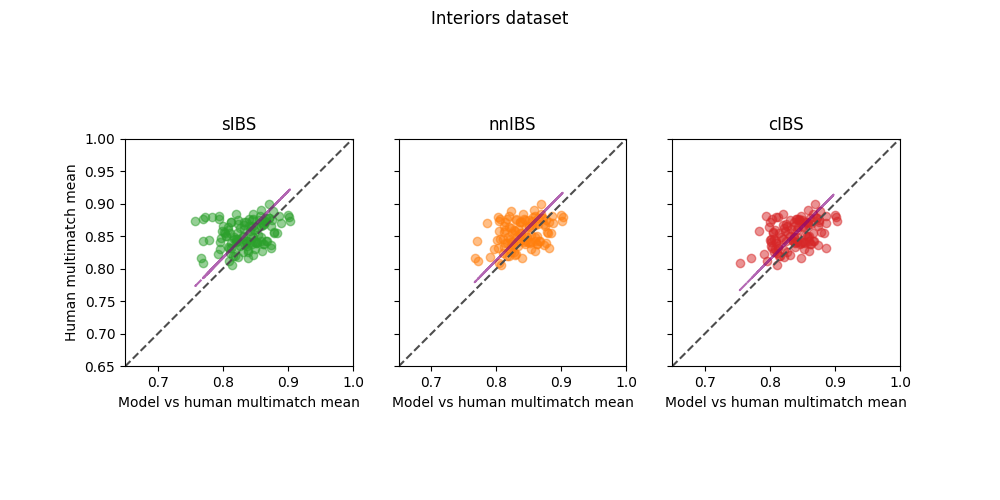 Interiors dataset
sIBS
nnIBS
cIBS
Human multimatch mean
1.00
0.95
0.90
0.85
0.80
0.75
0.70
0.65
0.7 0.8 0.9 1.0
0.7 0.8 0.9 1.0
0.7 0.8 0.9 1.0
Model vs human multimatch mean
Model vs human multimatch mean
Model vs human multimatch mean